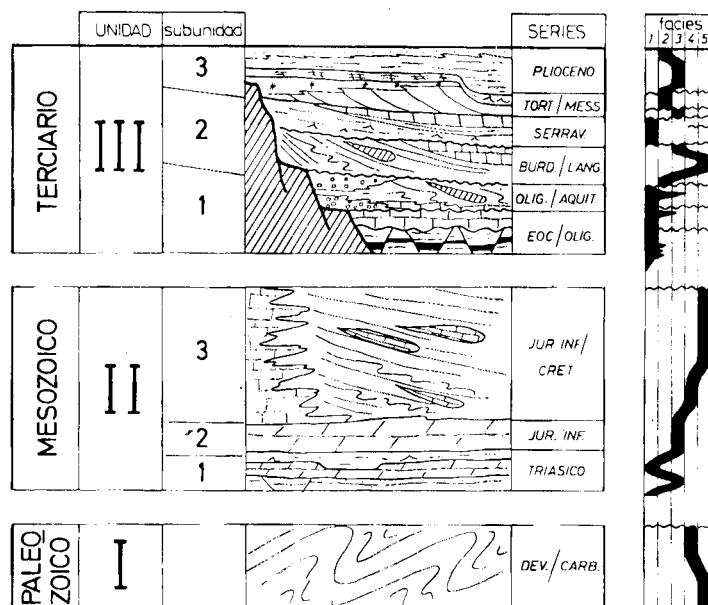 UNIDAD subunidad SERIES facies
1 2 3 4 5
TERCIARIO
III
3
2
1
PLIOCENO
TORT/MESS
SERRAV.
BURD/LANG
OLIG./AQUIT.
EOC/OLIG.
MESOZOICO
II
3
2
1
JUR INF/
CRET
JUR. INF.
TRIASICO
PALEO
ZOICO
I
DEV./CARB.